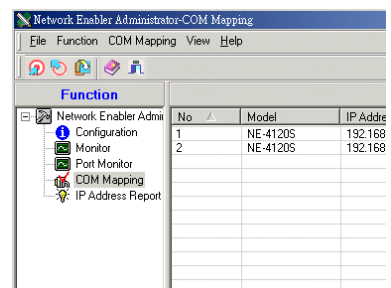 Network Enabler Administrator-COM Mapping
File Function COM Mapping View Help
Function
Network Enabler Admi
Configuration
Monitor
Port Monitor
COM Mapping
IP Address Report
No Model IP Addre
1 NE-4120S 192.168
2 NE-4120S 192.168